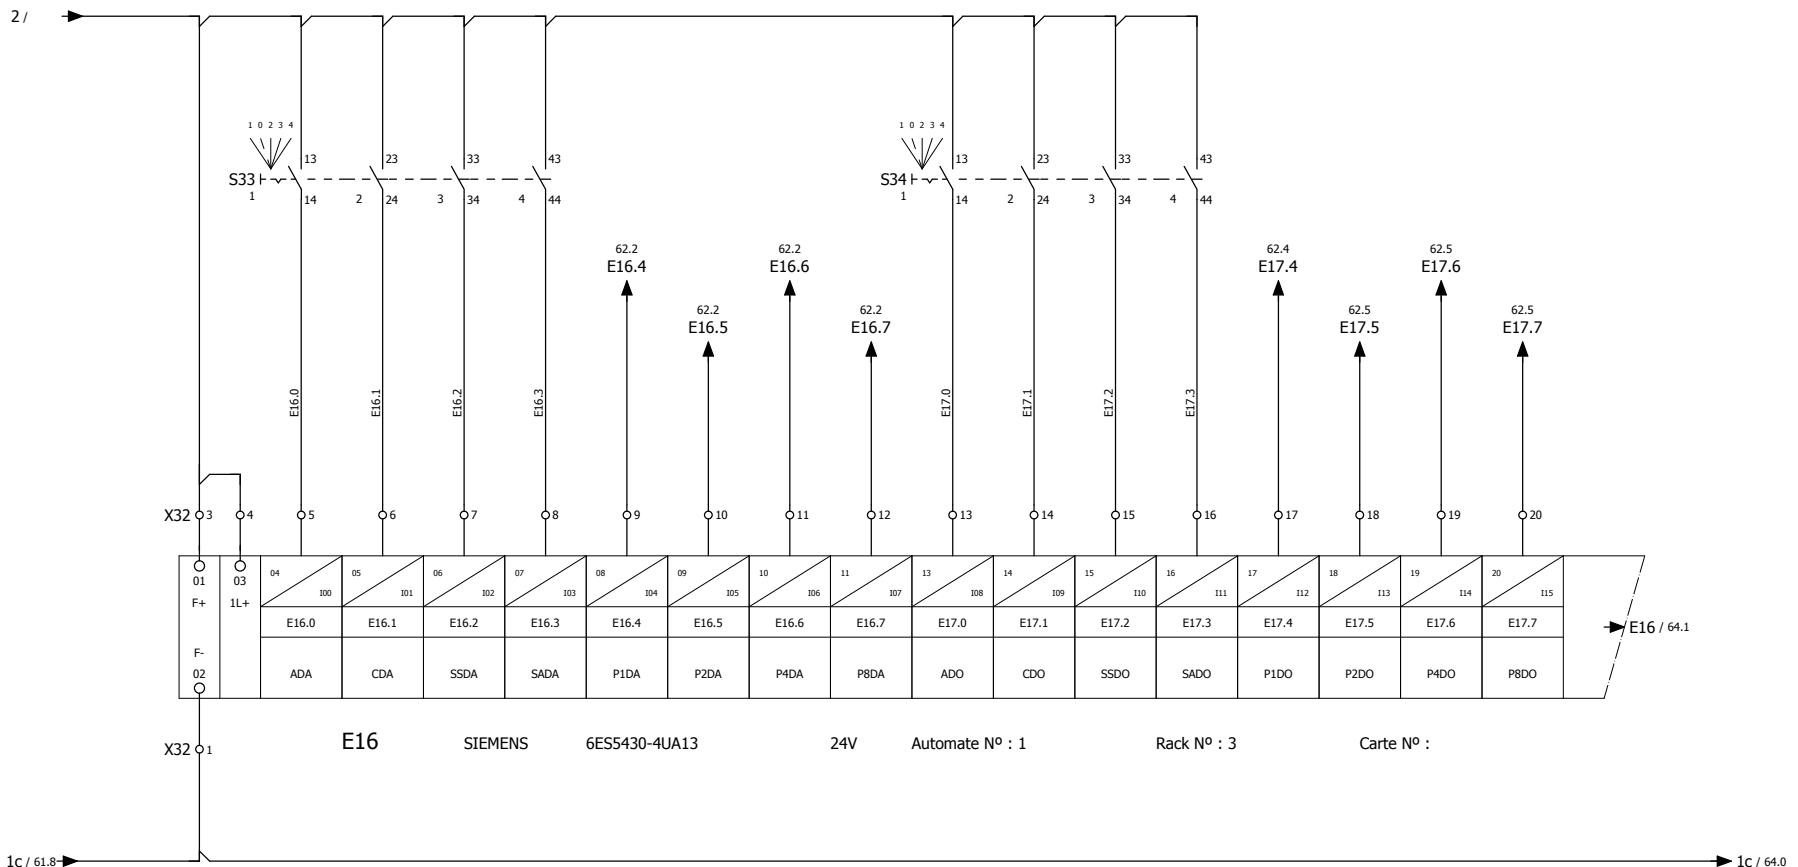 2 /
1 0 2 3 4
1 0 2 3 4
13 23 33 43
13 23 33 43
S33
S34
1 14 2 24 3 34 4 44
1 14 2 24 3 34 4 44
62.2 62.2 62.4 62.5
E16.4 E16.6 E17.4 E17.6
62.2 62.2 62.5 62.5
E16.5 E16.7 E17.5 E17.7
E16.0 E16.1 E16.2 E16.3 E17.0 E17.1 E17.2 E17.3
X32 3 4 5 6 7 8 9 10 11 12 13 14 15 16 17 18 19 20
01 03 04 05 06 07 08 09 10 11 13 14 15 16 17 18 19 20
I00 I01 I02 I03 I04 I05 I06 I07 I08 I09 I10 I11 I12 I13 I14 I15
F+ 1L+
E16.0 E16.1 E16.2 E16.3 E16.4 E16.5 E16.6 E16.7 E17.0 E17.1 E17.2 E17.3 E17.4 E17.5 E17.6 E17.7
E16 / 64.1
F-
02 ADA CDA SSDA SADA P1DA P2DA P4DA P8DA ADO CDO SSDO SADO P1DO P2DO P4DO P8DO
X32 1
E16 SIEMENS 6ES5430-4UA13 24V Automate Nº : 1 Rack Nº : 3 Carte Nº :
1c / 61.8
1c / 64.0